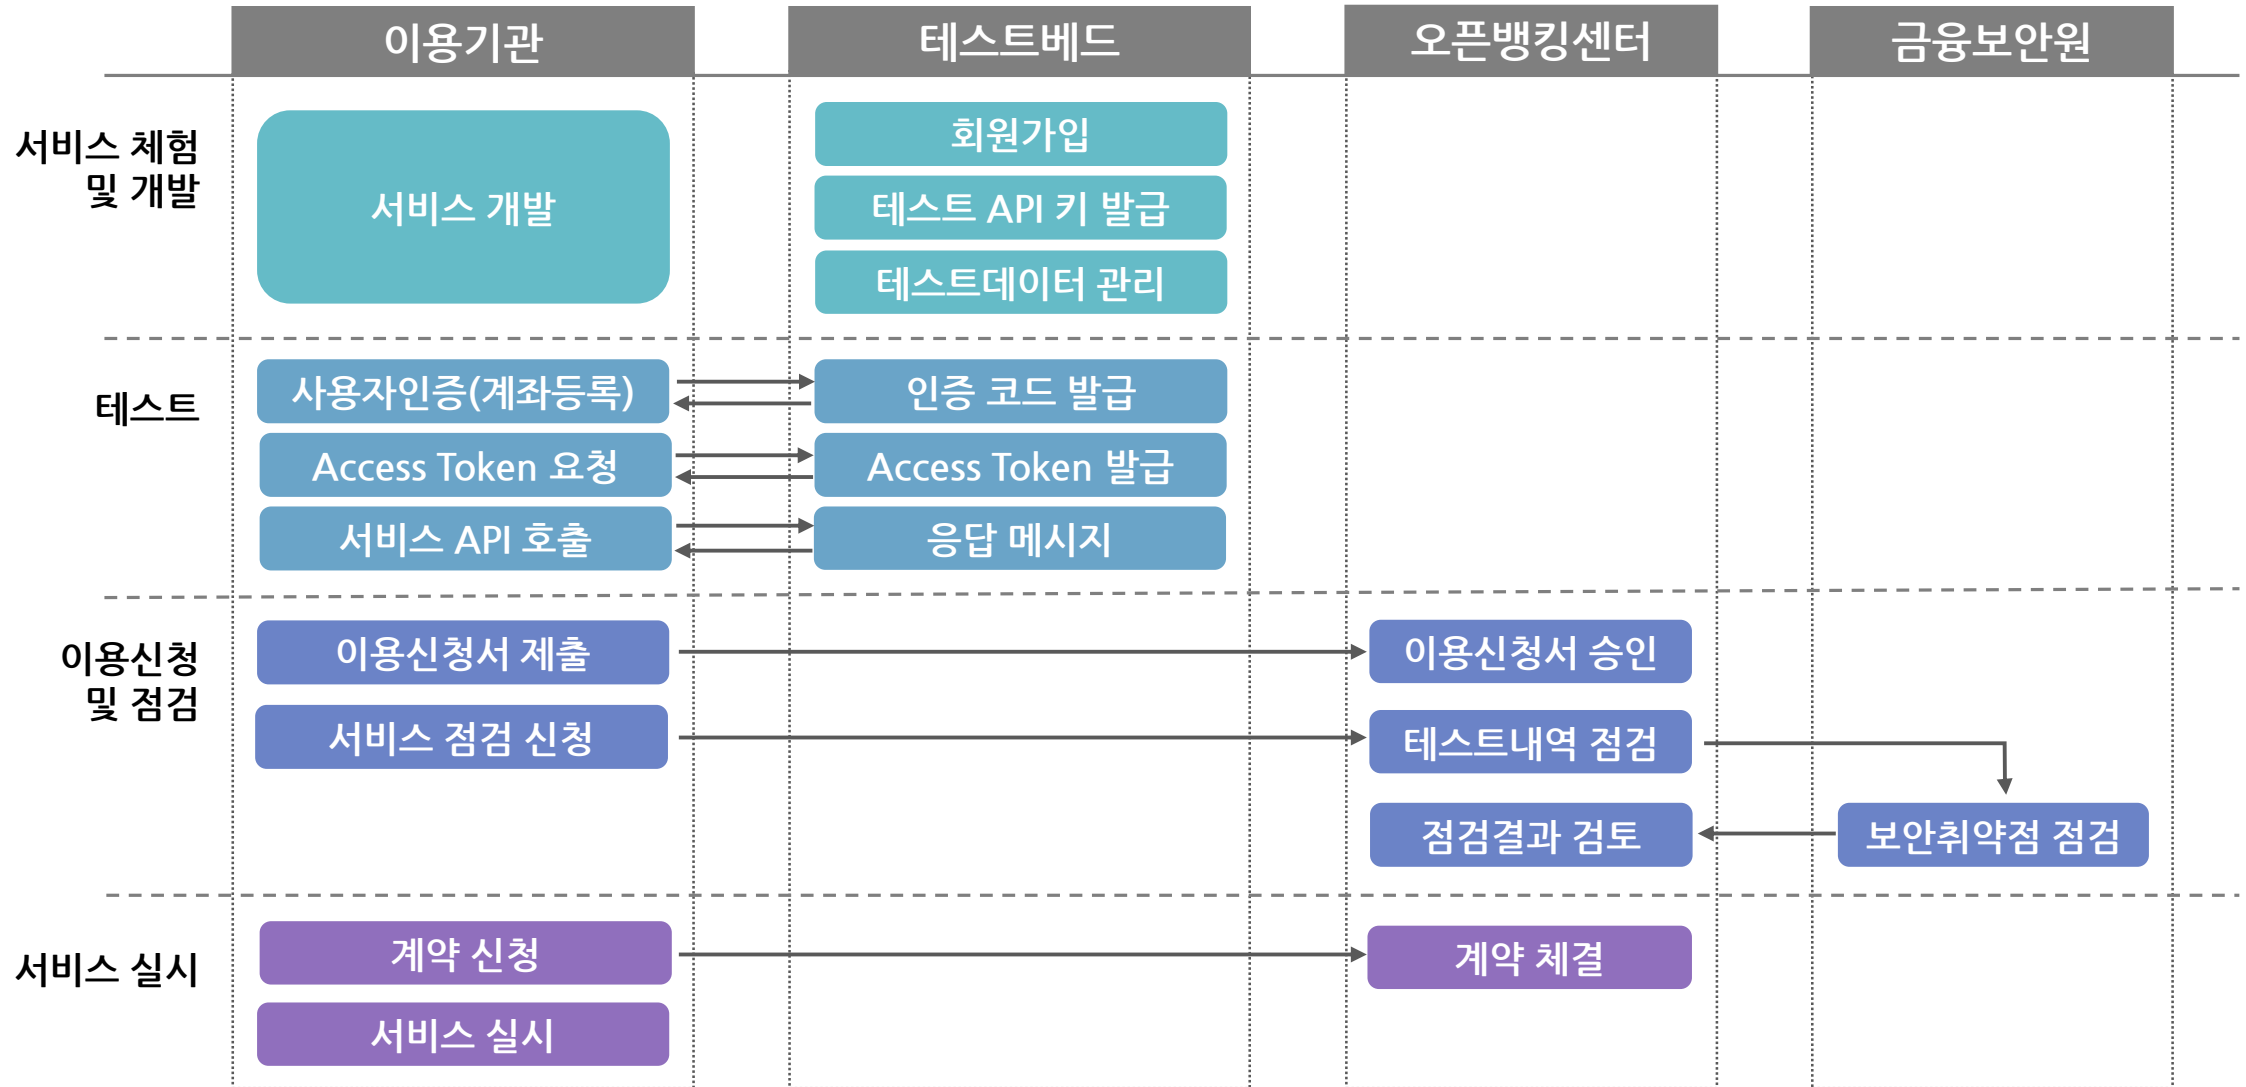 이용기관
테스트베드
오픈뱅킹센터
금융보안원
서비스 체험
및 개발
서비스 개발
회원가입
테스트 API 키 발급
테스트데이터 관리
테스트
사용자인증(계좌등록)
인증 코드 발급
Access Token 요청
Access Token 발급
서비스 API 호출
응답 메시지
이용신청
및 점검
이용신청서 제출
이용신청서 승인
서비스 점검 신청
테스트내역 점검
점검결과 검토
보안취약점 점검
서비스 실시
계약 신청
계약 체결
서비스 실시